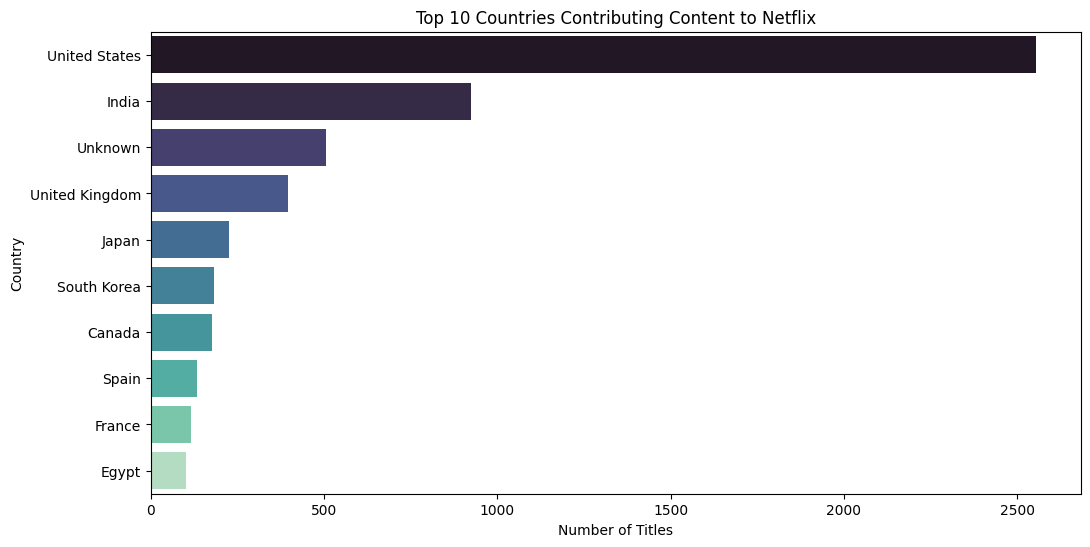 Top 10 Countries Contributing Content to Netflix
Country
United States
India
Unknown
United Kingdom
Japan
South Korea
Canada
Spain
France
Egypt
0 500 1000 1500 2000 2500
Number of Titles